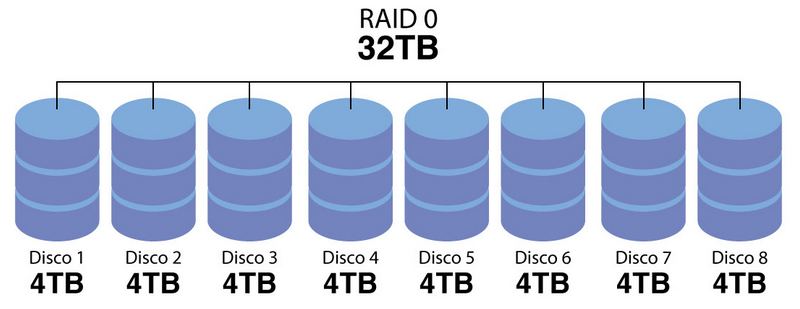 RAID 0
32TB
Disco 1 Disco 2 Disco 3 Disco 4 Disco 5 Disco 6 Disco 7 Disco 8
4TB 4TB 4TB 4TB 4TB 4TB 4TB 4TB